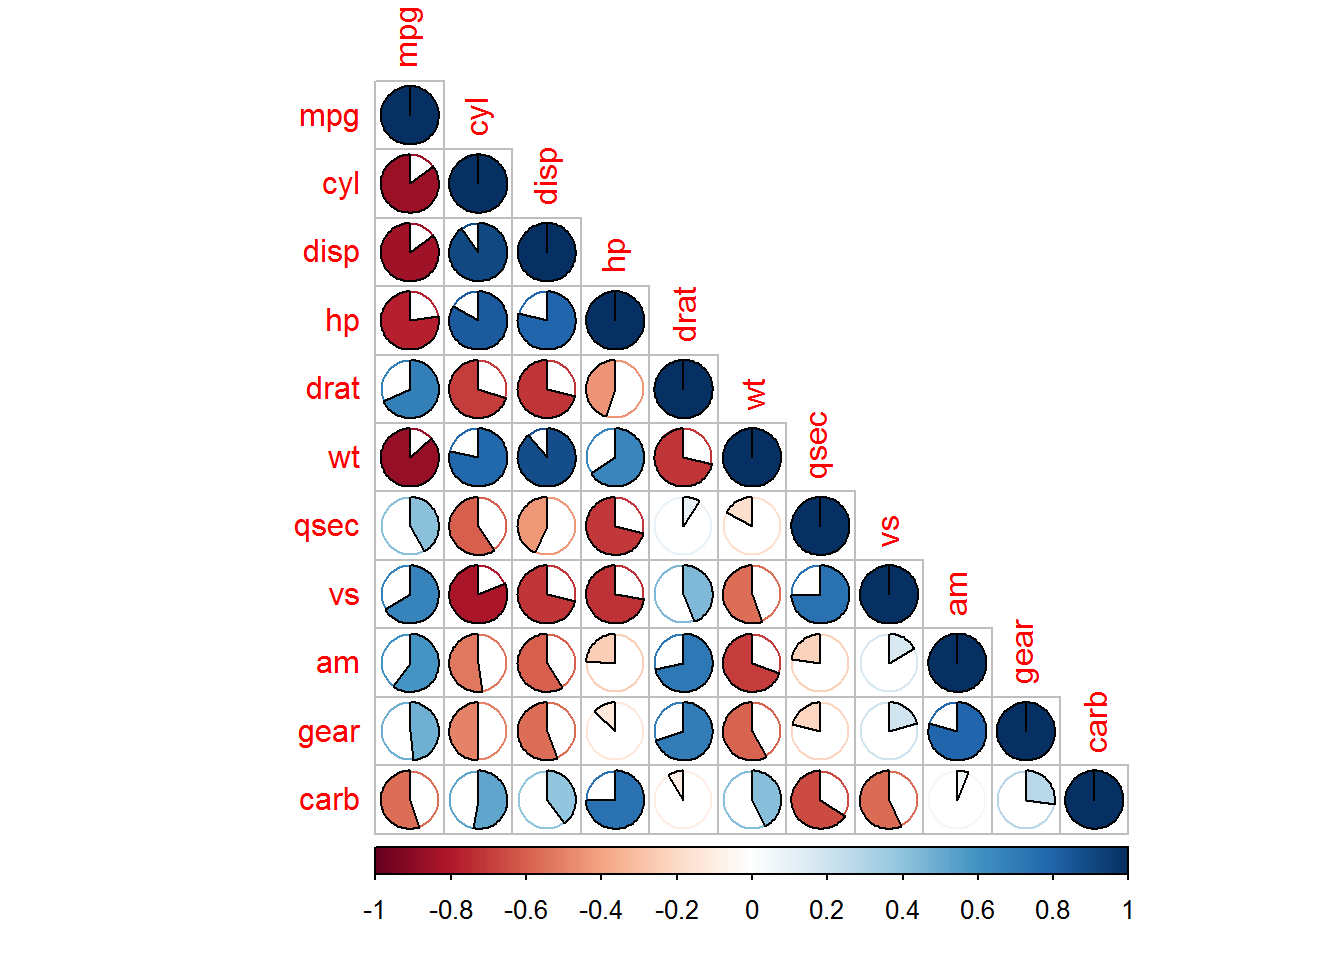 mpg
mpg
cyl
cyl
disp
disp
hp
hp
drat
drat
wt
wt
qsec
qsec
vs
vs
am
am
gear
gear
carb
carb
-1 -0.8 -0.6 -0.4 -0.2 0 0.2 0.4 0.6 0.8 1